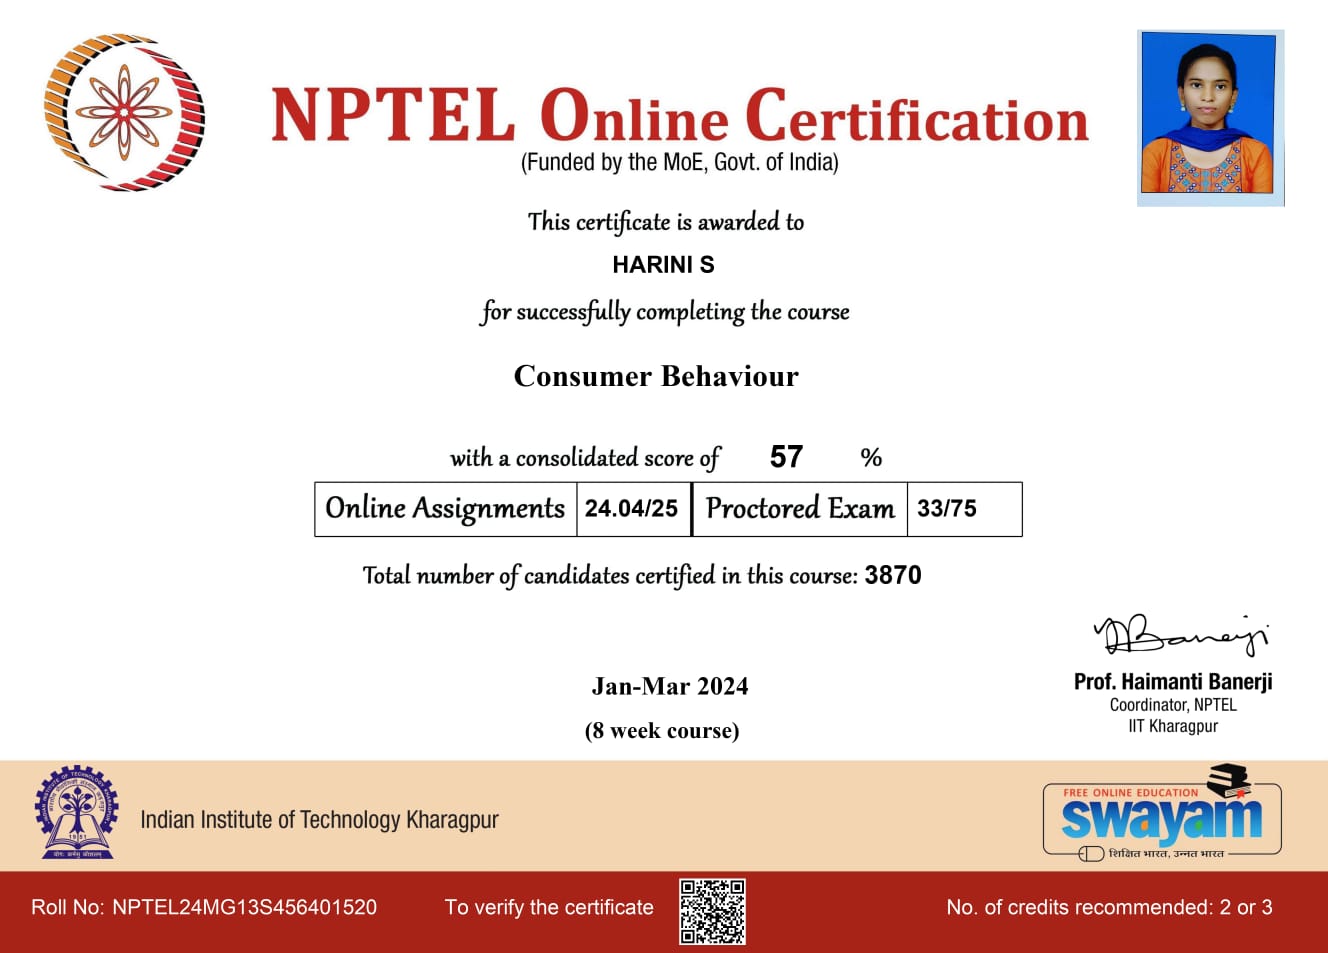 NPTEL Online Certification
(Funded by the MoE, Govt. of India)
This certificate is awarded to
HARINI S
for successfully completing the course
Consumer Behaviour
with a consolidated score of 57 %
Online Assignments 24.04/25 Proctored Exam 33/75
Total number of candidates certified in this course: 3870
Jan-Mar 2024
(8 week course)
Prof. Haimanti Banerji
Coordinator, NPTEL
IIT Kharagpur
Indian Institute of Technology Kharagpur
1951
FREE ONLINE EDUCATION
swayam
शिक्षित भारत, उन्नत भारत
Roll No: NPTEL24MG13S456401520 To verify the certificate No. of credits recommended: 2 or 3